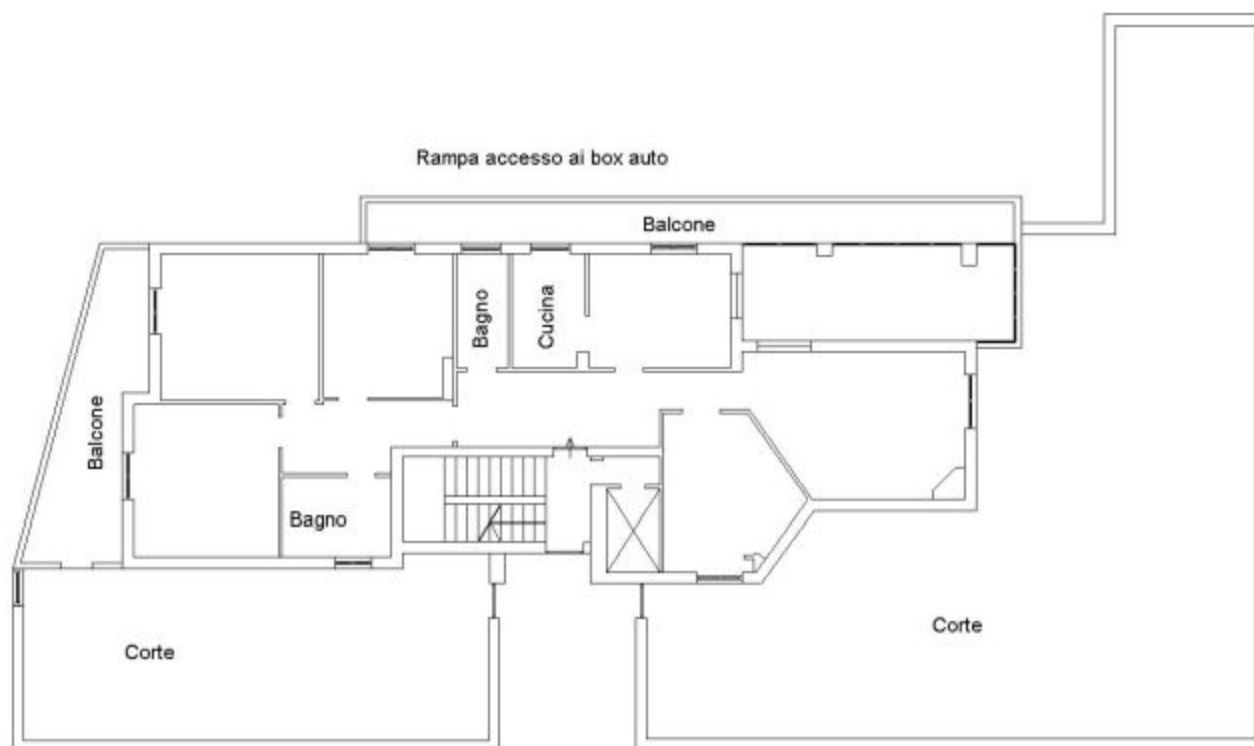 Rampa accesso ai box auto
Balcone
Bagno
Cucina
Balcone
Bagno
Corte
Corte